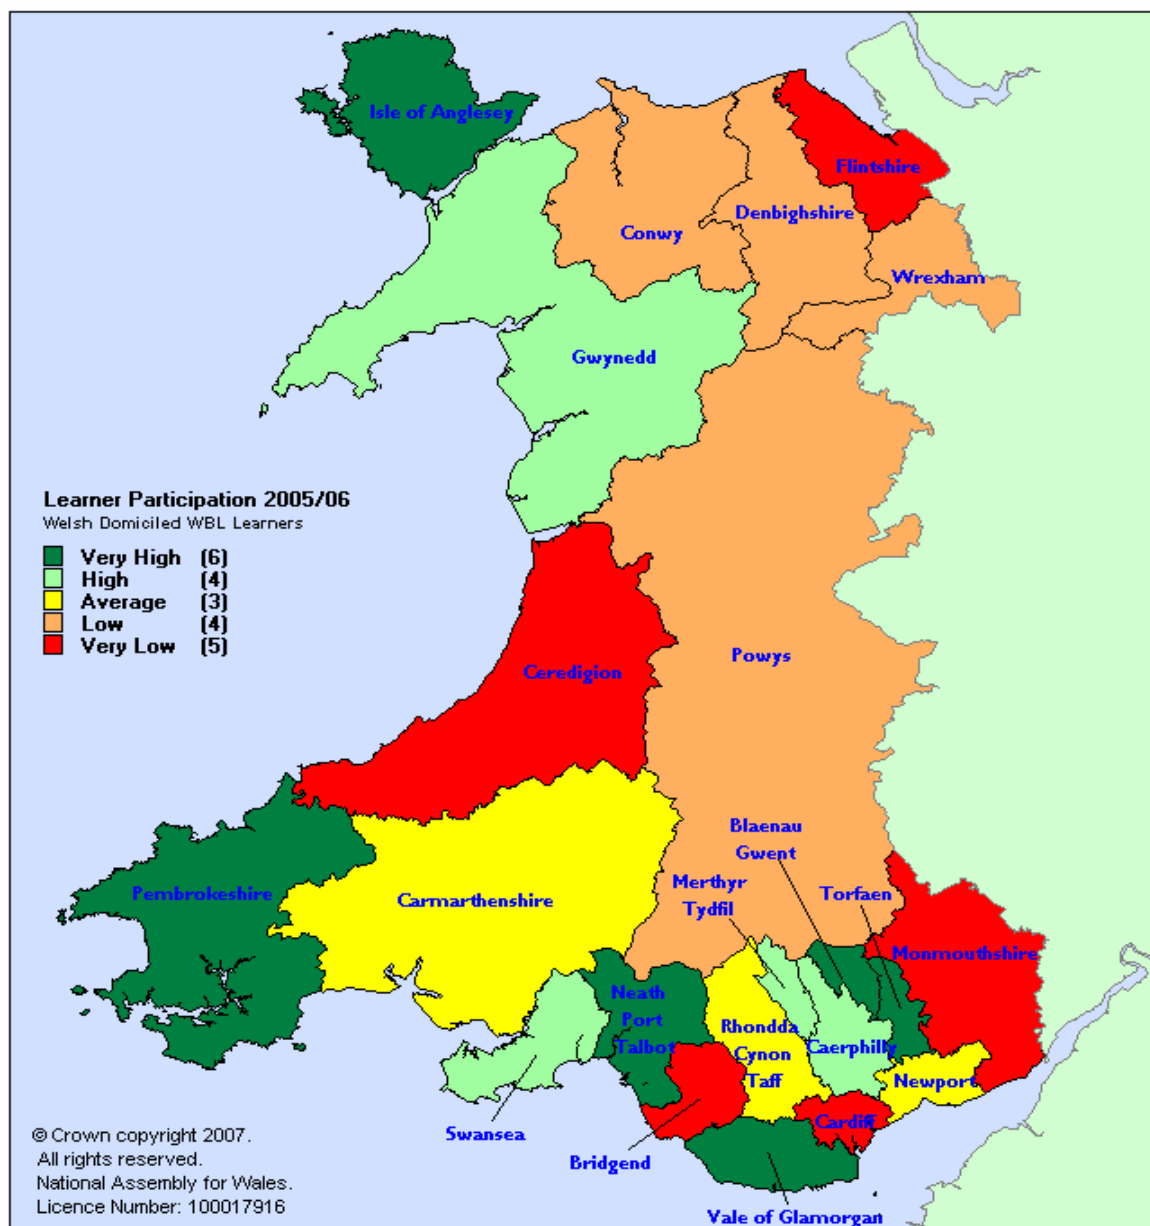 Isle of Anglesey
Flintshire
Denbighshire
Conwy
Wrexham
Gwynedd
Learner Participation 2005/06
Welsh Domiciled WBL Learners
Very High (6)
High (4)
Average (3)
Low (4)
Very Low (5)
Powys
Ceredigion
Blaenau
Gwent
Merthyr
Tydfil
Torfaen
Pembrokeshire
Carmarthenshire
Monmouthshire
Neath
Port
Talbot
Rhondda
Cynon
Taff
Caerphilly
Newport
Cardiff
Swansea
Bridgend
Vale of Glamorgan
© Crown copyright 2007.
All rights reserved.
National Assembly for Wales.
Licence Number: 100017916